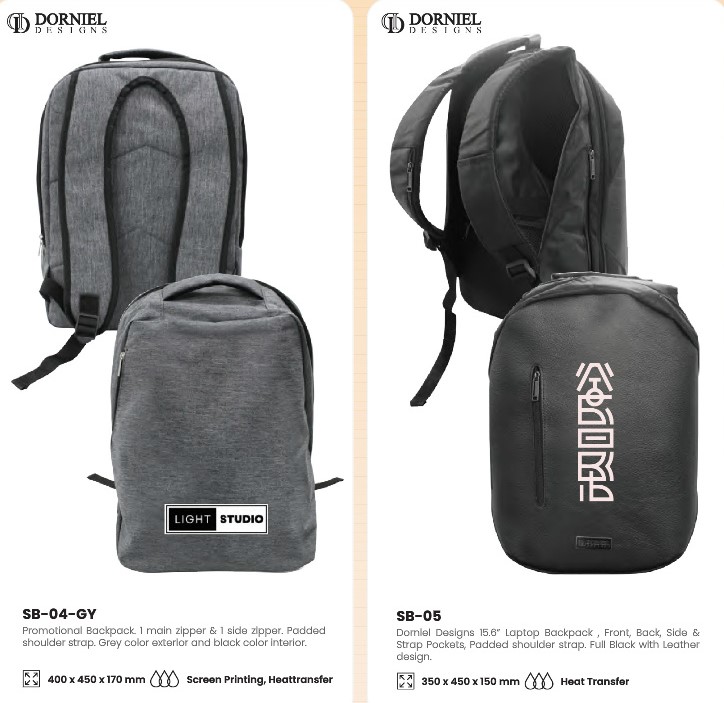 DORNIEL
DESIGNS
LIGHT STUDIO
SB-04-GY
Promotional Backpack. 1 main zipper & 1 side zipper. Padded
shoulder strap. Grey color exterior and black color interior.
400 x 450 x 170 mm
Screen Printing, Heattransfer
DORNIEL
DESIGNS
SB-05
Dorniel Designs 15.6" Laptop Backpack , Front, Back, Side &
Strap Pockets, Padded shoulder strap. Full Black with Leather
design.
350 x 450 x 150 mm
Heat Transfer